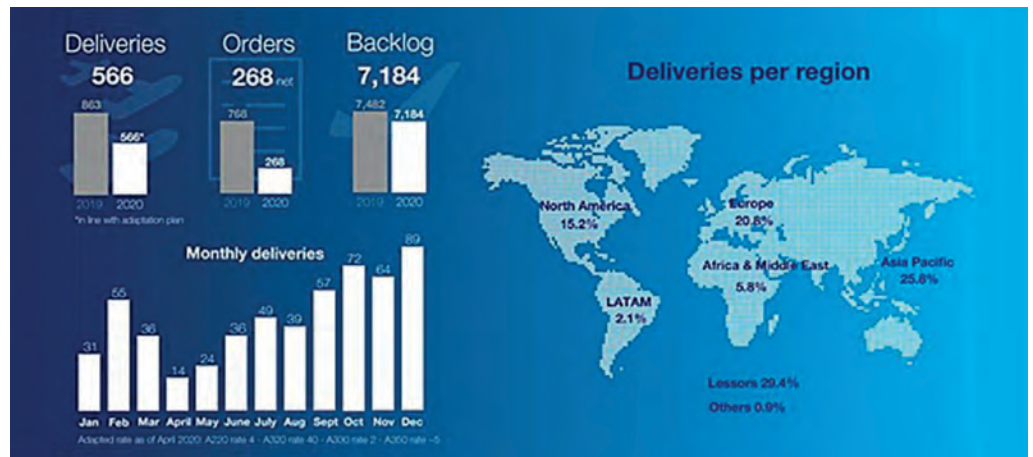 Deliveries
566
863
566*
2019 2020
*in line with adaptation plan
Orders
268 net
768
268
2019 2020
Backlog
7,184
7,482
7,184
2019 2020
Monthly deliveries
31
55
36
14
24
36
49
39
57
72
64
89
Jan Feb Mar April May June July Aug Sept Oct Nov Dec
Adapted rate as of April 2020: A220 rate 4 - A320 rate 40 - A330 rate 2 - A350 rate ~5
Deliveries per region
North America
15.2%
Europe
20.8%
Africa & Middle East
5.8%
Asia Pacific
25.8%
LATAM
2.1%
Lessors 29.4%
Others 0.9%